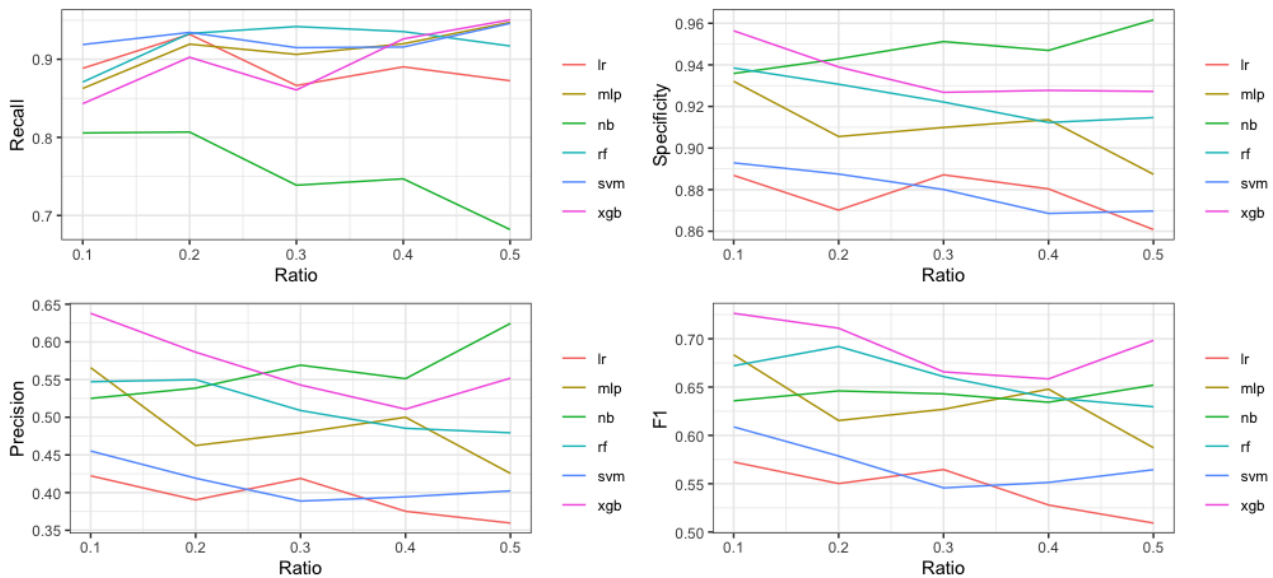 Recall
0.9
0.8
0.7
0.1 0.2 0.3 0.4 0.5
Ratio
lr
mlp
nb
rf
svm
xgb
Specificity
0.96
0.94
0.92
0.90
0.88
0.86
0.1 0.2 0.3 0.4 0.5
Ratio
lr
mlp
nb
rf
svm
xgb
Precision
0.65
0.60
0.55
0.50
0.45
0.40
0.35
0.1 0.2 0.3 0.4 0.5
Ratio
lr
mlp
nb
rf
svm
xgb
F1
0.70
0.65
0.60
0.55
0.50
0.1 0.2 0.3 0.4 0.5
Ratio
lr
mlp
nb
rf
svm
xgb